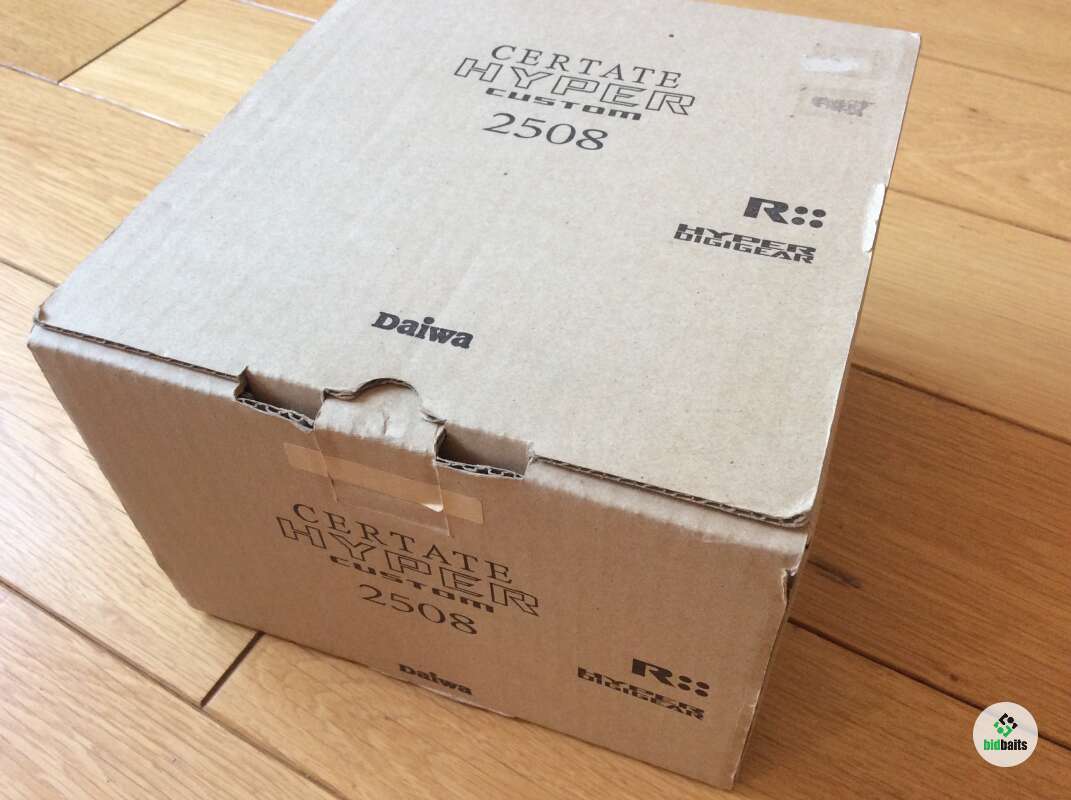 CERTATE
HYPER
CUSTOM
2508
R
HYPER
DIGIGEAR
Daiwa
CERTATE
HYPER
CUSTOM
2508
R
HYPER
DIGIGEAR
Daiwa
bidbaits